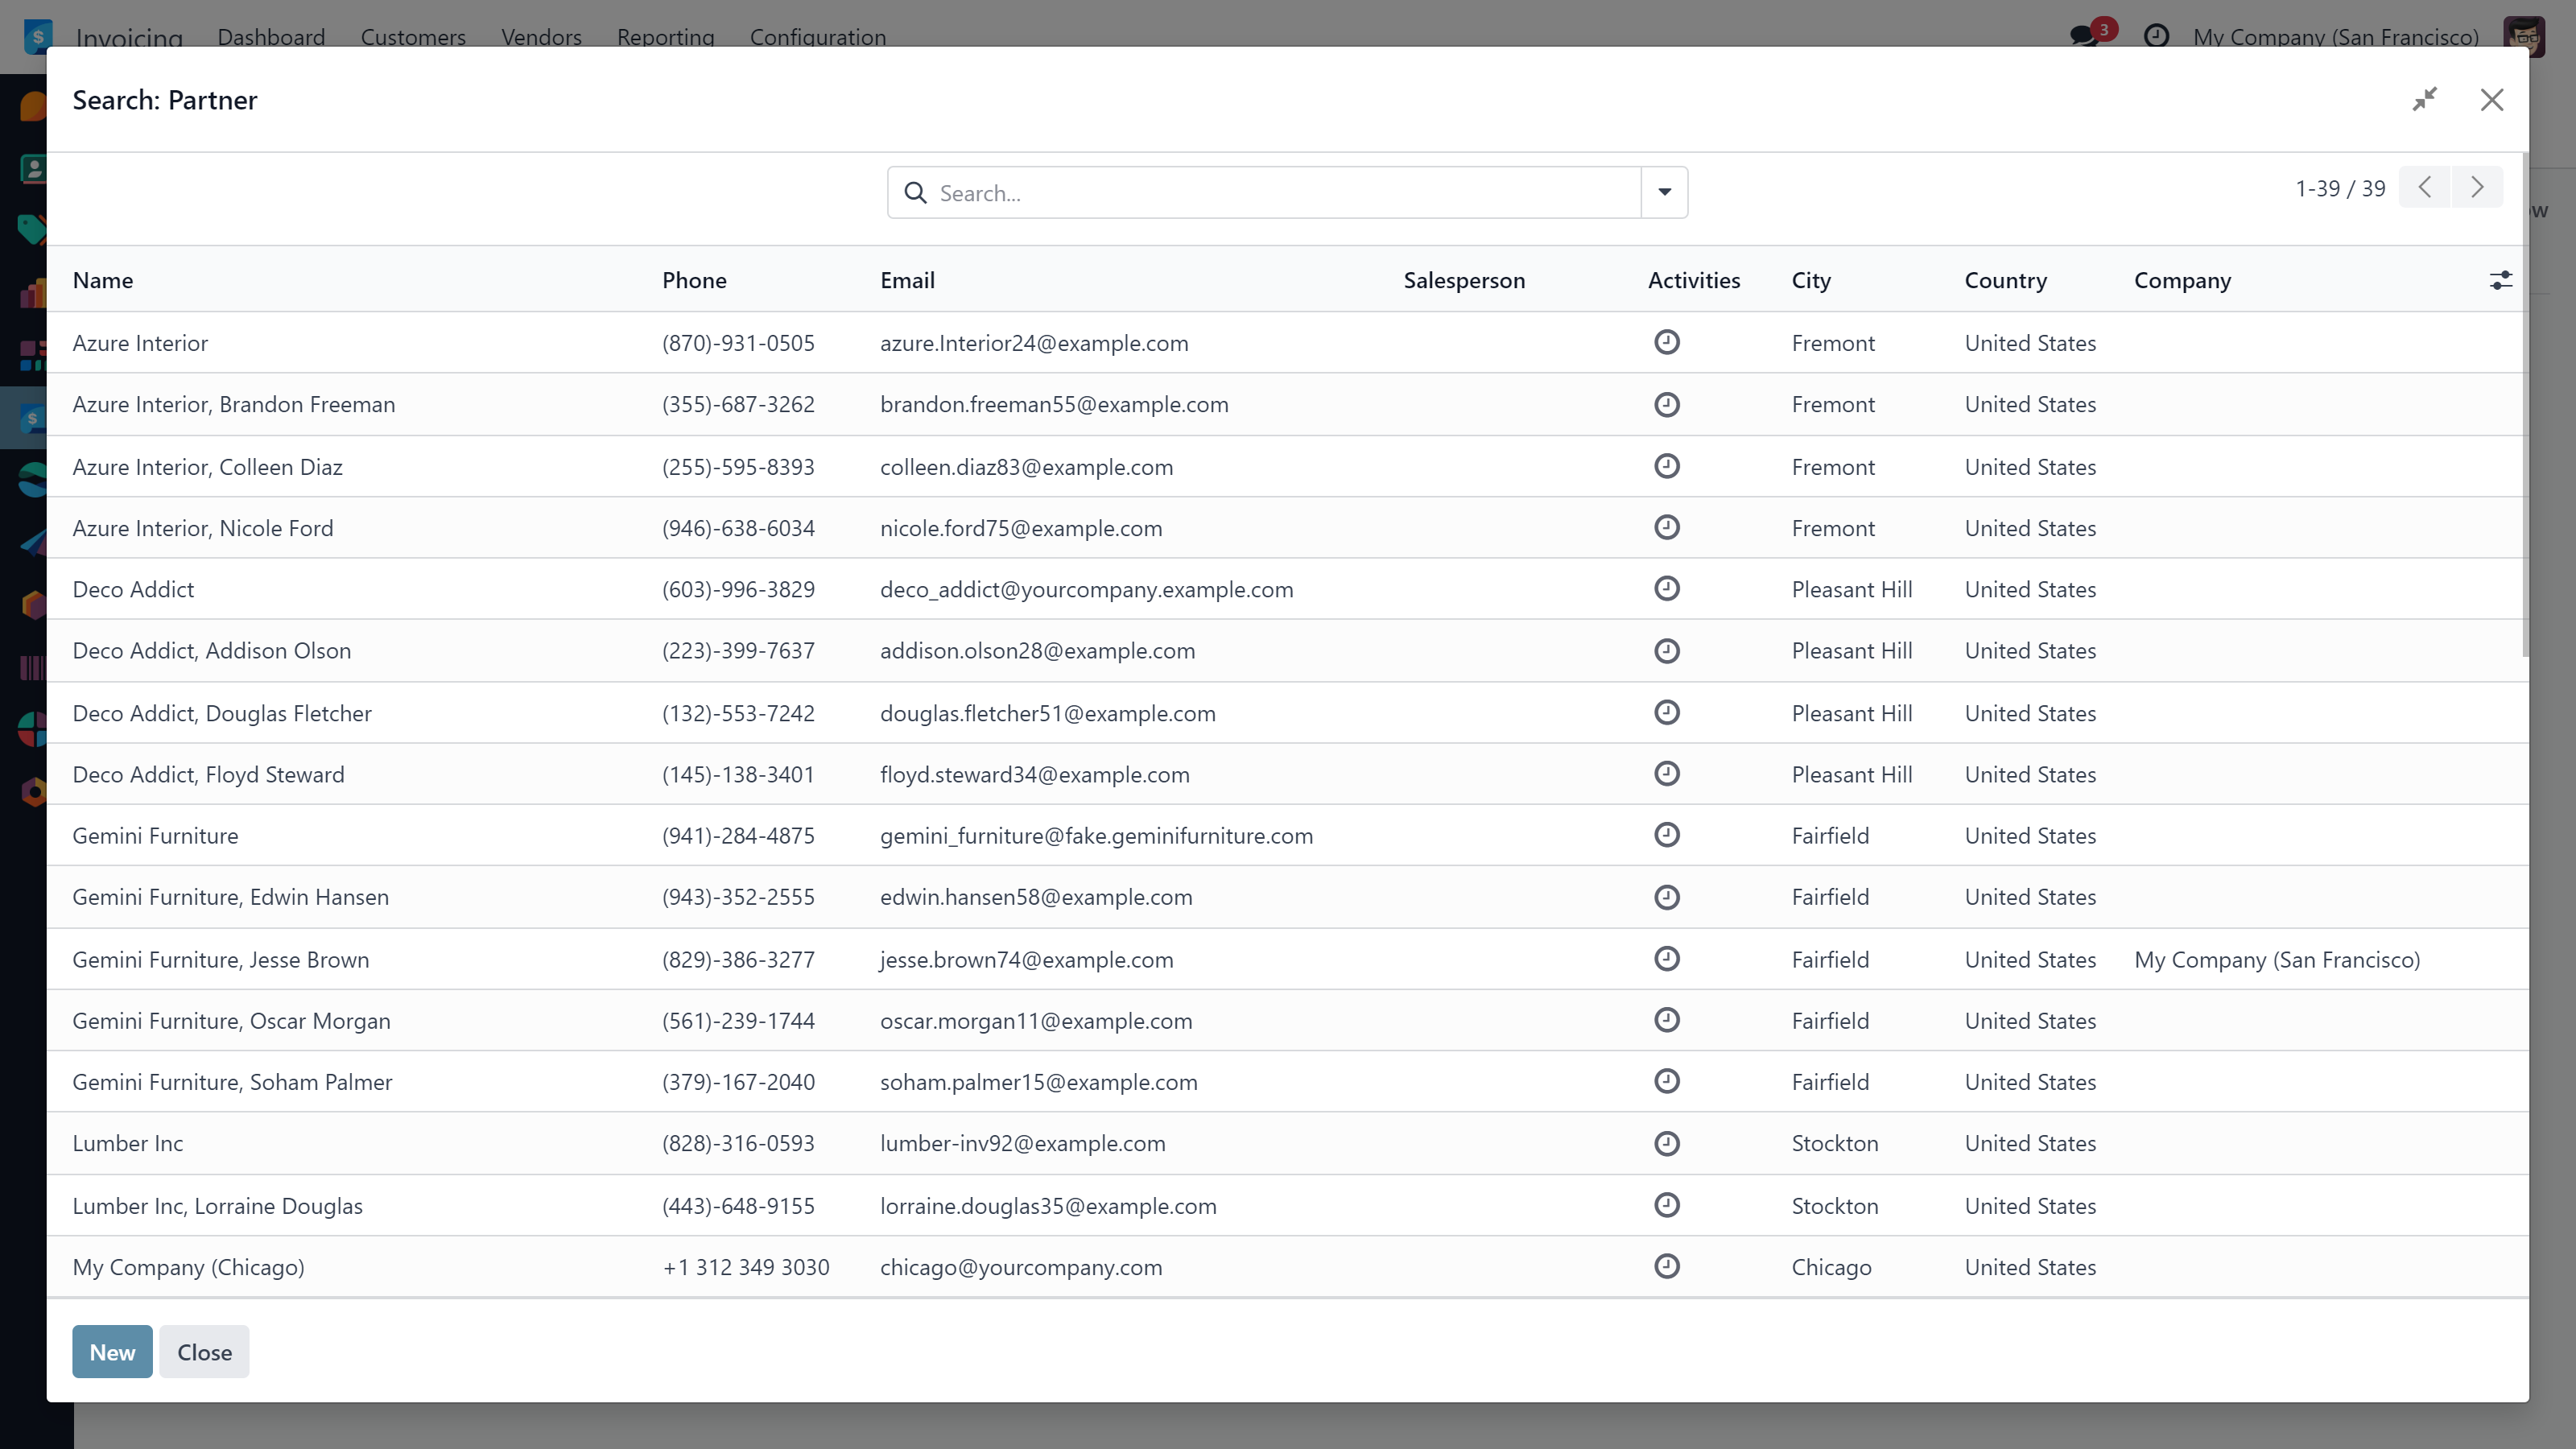 Invoicing Dashboard Customers Vendors Reporting Configuration 3 My Company (San Francisco)
Search: Partner
Search...
1-39 / 39
Name Phone Email Salesperson Activities City Country Company
Azure Interior (870)-931-0505 azure.Interior24@example.com Fremont United States
Azure Interior, Brandon Freeman (355)-687-3262 brandon.freeman55@example.com Fremont United States
Azure Interior, Colleen Diaz (255)-595-8393 colleen.diaz83@example.com Fremont United States
Azure Interior, Nicole Ford (946)-638-6034 nicole.ford75@example.com Fremont United States
Deco Addict (603)-996-3829 deco_addict@yourcompany.example.com Pleasant Hill United States
Deco Addict, Addison Olson (223)-399-7637 addison.olson28@example.com Pleasant Hill United States
Deco Addict, Douglas Fletcher (132)-553-7242 douglas.fletcher51@example.com Pleasant Hill United States
Deco Addict, Floyd Steward (145)-138-3401 floyd.steward34@example.com Pleasant Hill United States
Gemini Furniture (941)-284-4875 gemini_furniture@fake.geminifurniture.com Fairfield United States
Gemini Furniture, Edwin Hansen (943)-352-2555 edwin.hansen58@example.com Fairfield United States
Gemini Furniture, Jesse Brown (829)-386-3277 jesse.brown74@example.com Fairfield United States My Company (San Francisco)
Gemini Furniture, Oscar Morgan (561)-239-1744 oscar.morgan11@example.com Fairfield United States
Gemini Furniture, Soham Palmer (379)-167-2040 soham.palmer15@example.com Fairfield United States
Lumber Inc (828)-316-0593 lumber-inv92@example.com Stockton United States
Lumber Inc, Lorraine Douglas (443)-648-9155 lorraine.douglas35@example.com Stockton United States
My Company (Chicago) +1 312 349 3030 chicago@yourcompany.com Chicago United States
New Close